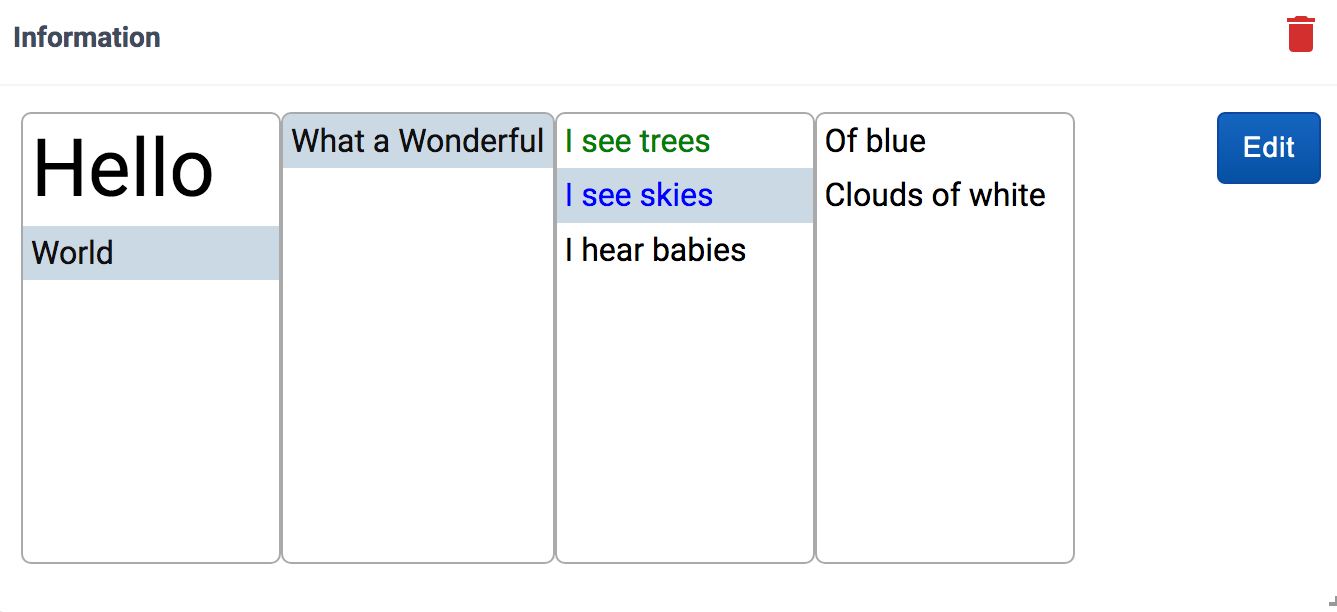 Information
Hello
World
What a Wonderful
I see trees
I see skies
I hear babies
Of blue
Clouds of white
Edit